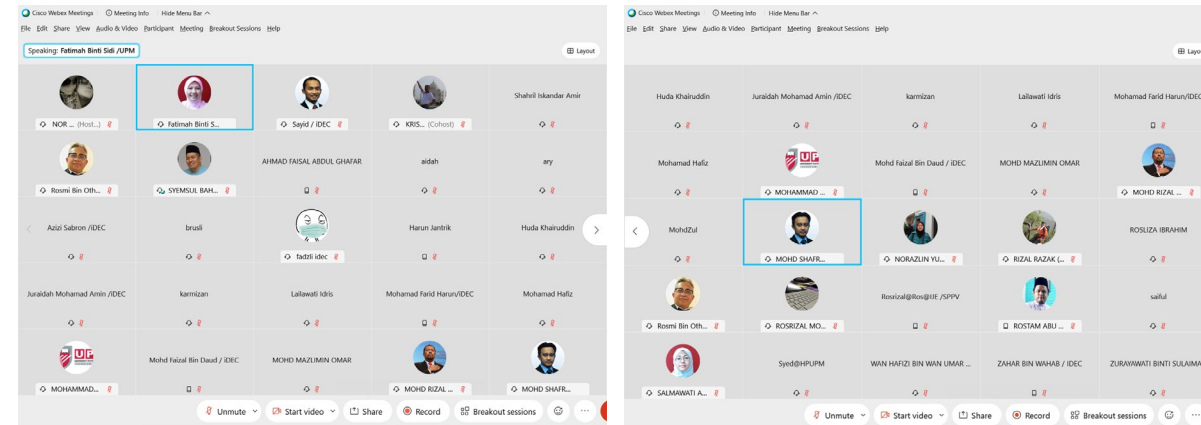 Cisco Webex Meetings Meeting Info Hide Menu Bar
File Edit Share View Audio & Video Participant Meeting Breakout Sessions Help
Speaking: Fatimah Binti Sidi /UPM
Layout
Shahril Iskandar Amir
NOR ... (Host...) Fatimah Binti S... Sayid / iDEC KRIS... (Cohost)
AHMAD FAISAL ABDUL GHAFAR aidah ary
Rosmi Bin Oth... SYEMSUL BAH...
Azizi Sabron /iDEC brusli Harun Jantrik Huda Khairuddin
fadzli idec
Juraidah Mohamad Amin /iDEC karmizan Lailawati Idris Mohamad Farid Harun/iDEC Mohamad Hafiz
UP
Mohd Faizal Bin Daud / iDEC MOHD MAZLIMIN OMAR
MOHAMMAD... MOHD RIZAL ... MOHD SHAFR...
Unmute Start video Share Record Breakout sessions
Cisco Webex Meetings Meeting Info Hide Menu Bar
File Edit Share View Audio & Video Participant Meeting Breakout Sessions Help
Layou
Huda Khairuddin Juraidah Mohamad Amin /iDEC karmizan Lailawati Idris Mohamad Farid Harun/iDEC
Mohamad Hafiz UP Mohd Faizal Bin Daud / iDEC MOHD MAZLIMIN OMAR
MOHAMMAD ... MOHD RIZAL ...
MohdZul ROSLIZA IBRAHIM
MOHD SHAFR... NORAZLIN YU... RIZAL RAZAK (...
Rosrizal@Ros@IJE /SPPV saiful
Rosmi Bin Oth... ROSRIZAL MO... ROSTAM ABU ...
Syed@HPUPM WAN HAFIZI BIN WAN UMAR ... ZAHAR BIN WAHAB / IDEC ZURAYAWATI BINTI SULAIMA
SALMAWATI A...
Unmute Start video Share Record Breakout sessions